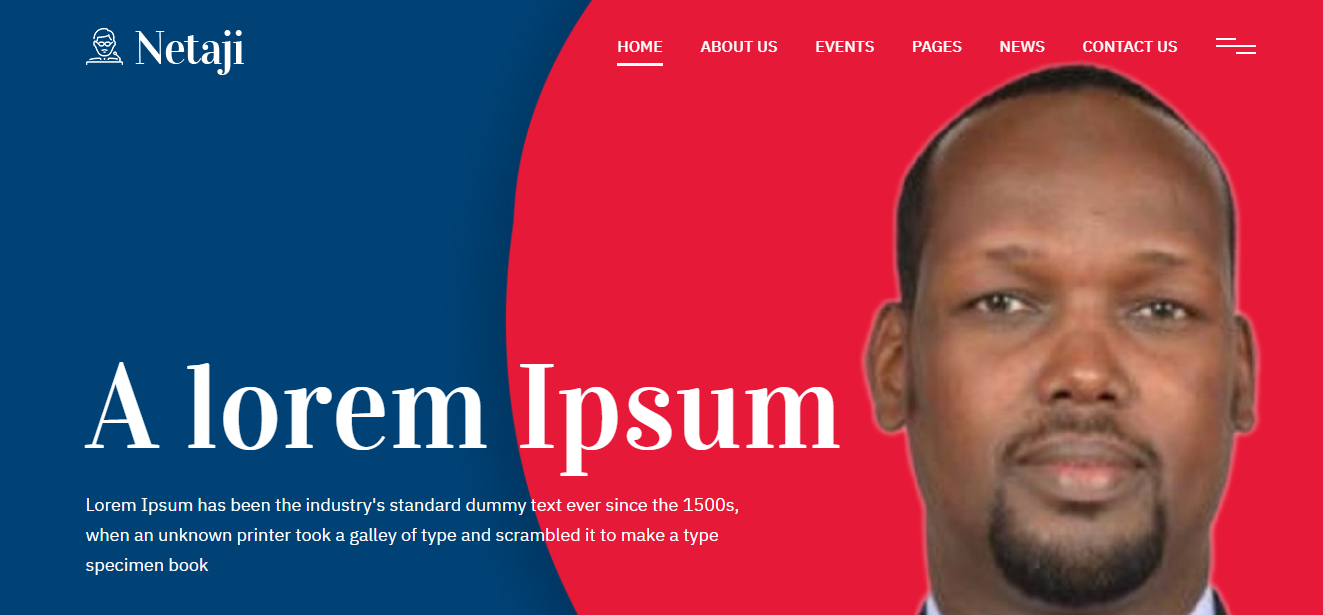 Netaji
HOME ABOUT US EVENTS PAGES NEWS CONTACT US
A lorem Ipsum
Lorem Ipsum has been the industry's standard dummy text ever since the 1500s,
when an unknown printer took a galley of type and scrambled it to make a type
specimen book